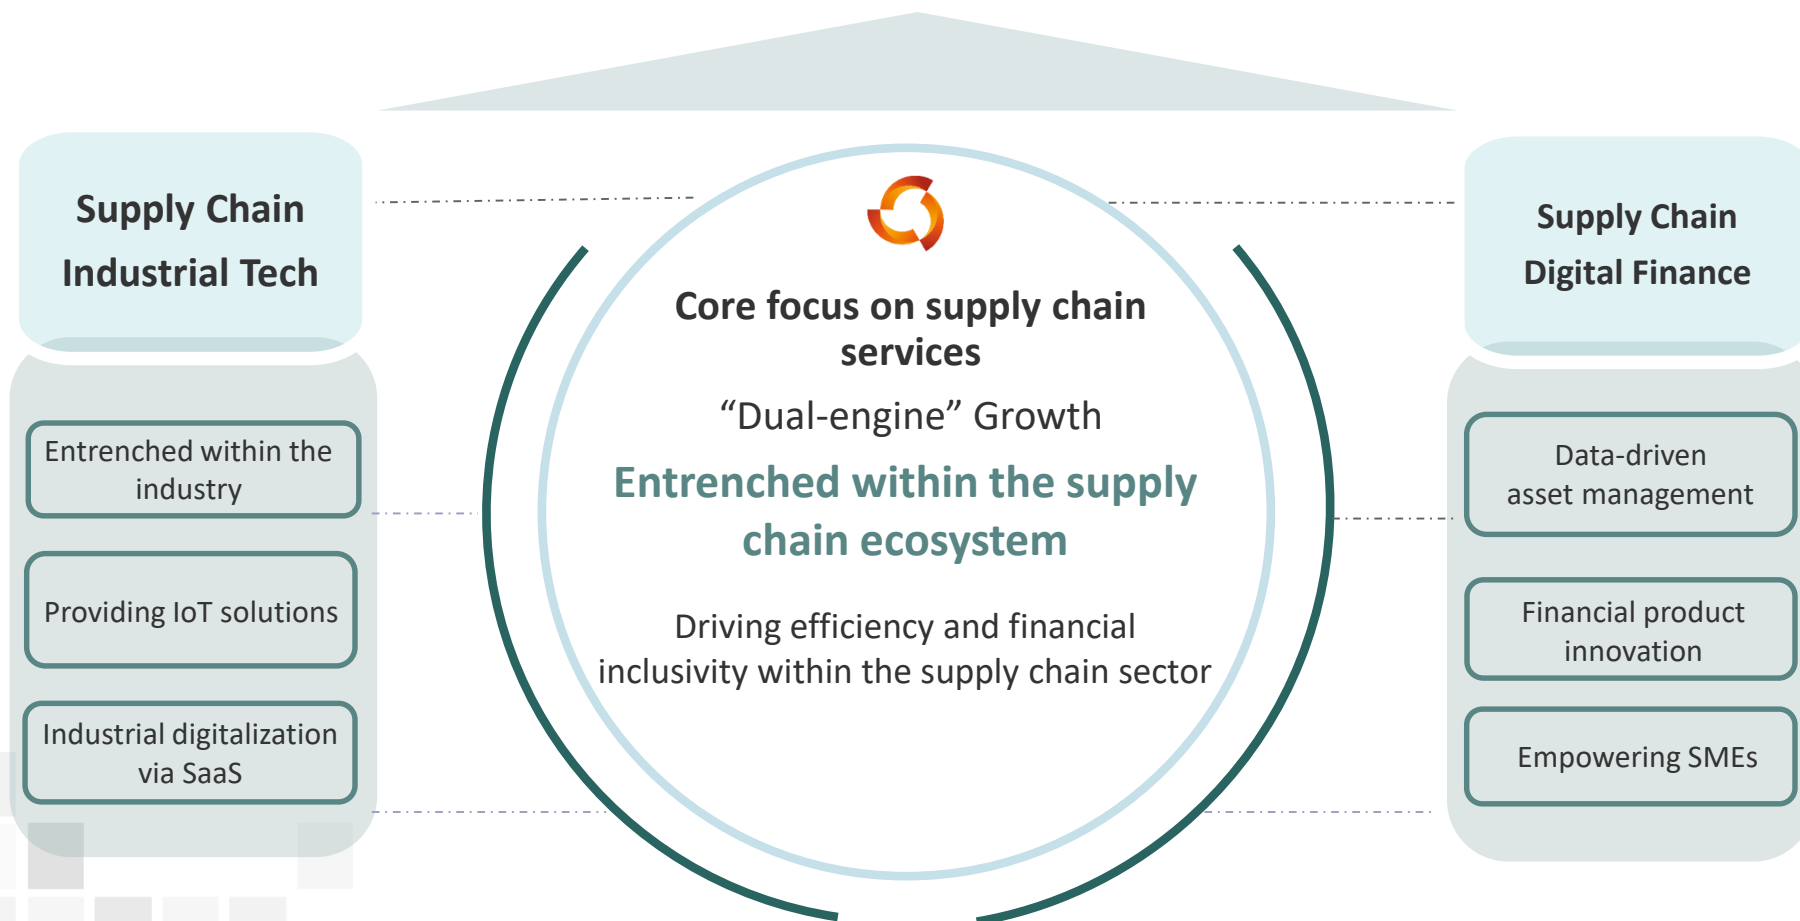 Supply Chain
Industrial Tech
Entrenched within the
industry
Providing IoT solutions
Industrial digitalization
via SaaS
Core focus on supply chain
services
“Dual-engine” Growth
Entrenched within the supply
chain ecosystem
Driving efficiency and financial
inclusivity within the supply chain sector
Supply Chain
Digital Finance
Data-driven
asset management
Financial product
innovation
Empowering SMEs